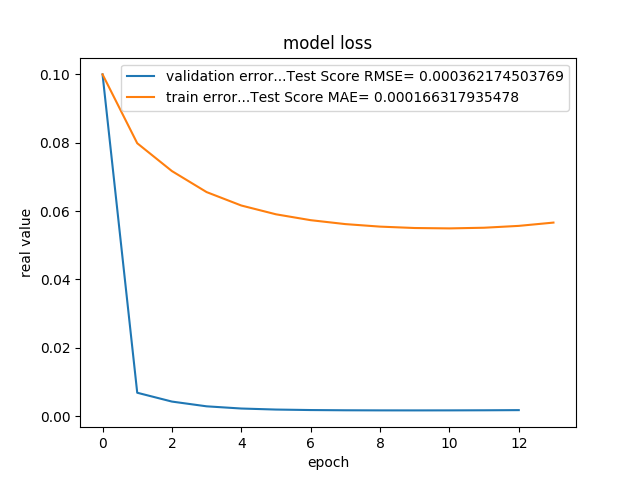 model loss
validation error...Test Score RMSE= 0.000362174503769
train error...Test Score MAE= 0.000166317935478
0.10
0.08
0.06
0.04
0.02
0.00
real value
0 2 4 6 8 10 12
epoch